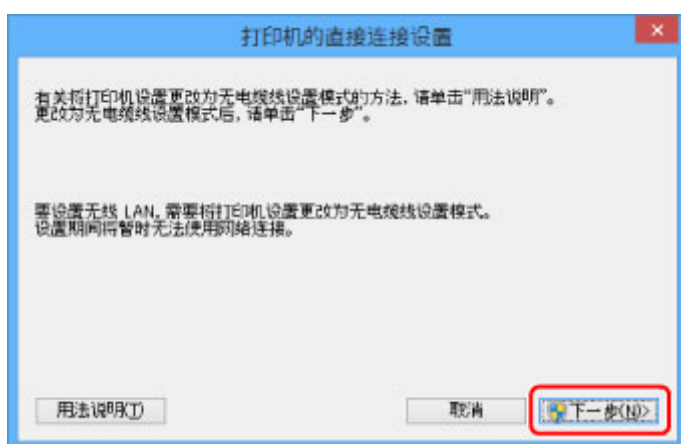 打印机的直接连接设置
有关将打印机设置更改为无电缆线设置模式的方法，请单击“用法说明”。
更改为无电缆线设置模式后，请单击“下一步”。
要设置无线 LAN，需要将打印机设置更改为无电缆线设置模式。
设置期间将暂时无法使用网络连接。
用法说明(T)
取消
下一步(N)>